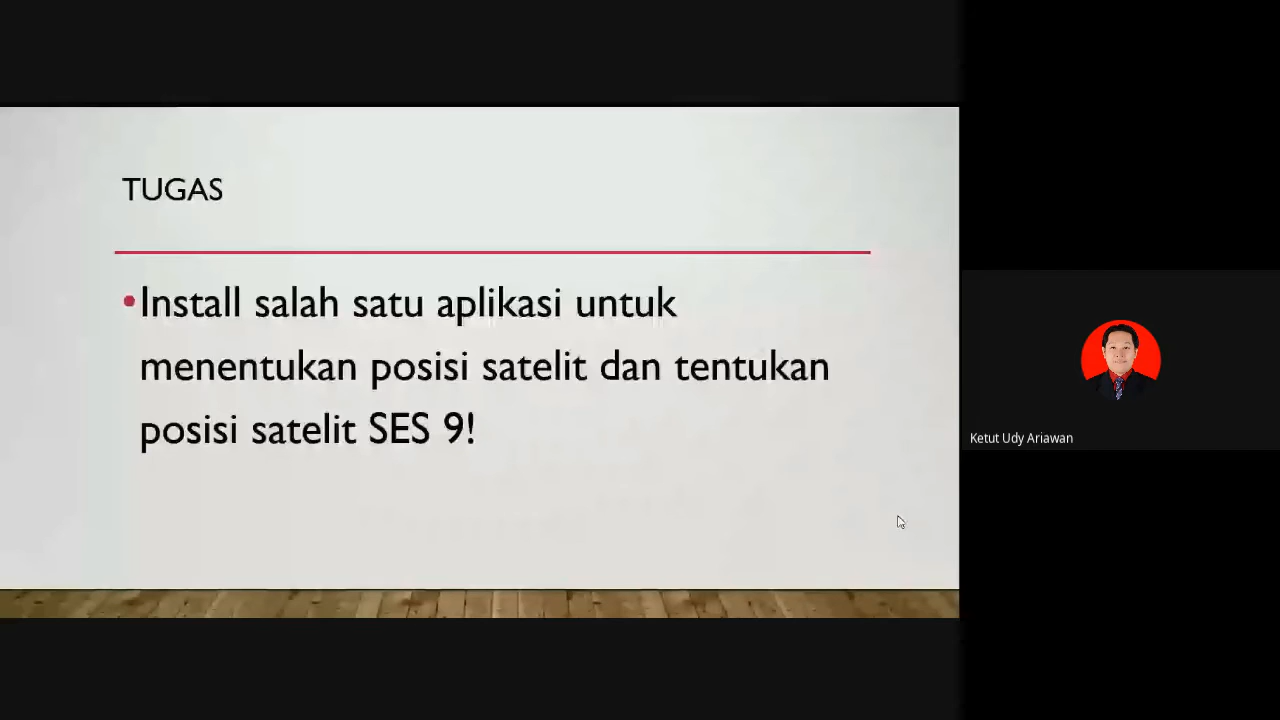 TUGAS
•Install salah satu aplikasi untuk
menentukan posisi satelit dan tentukan
posisi satelit SES 9!
Ketut Udy Ariawan